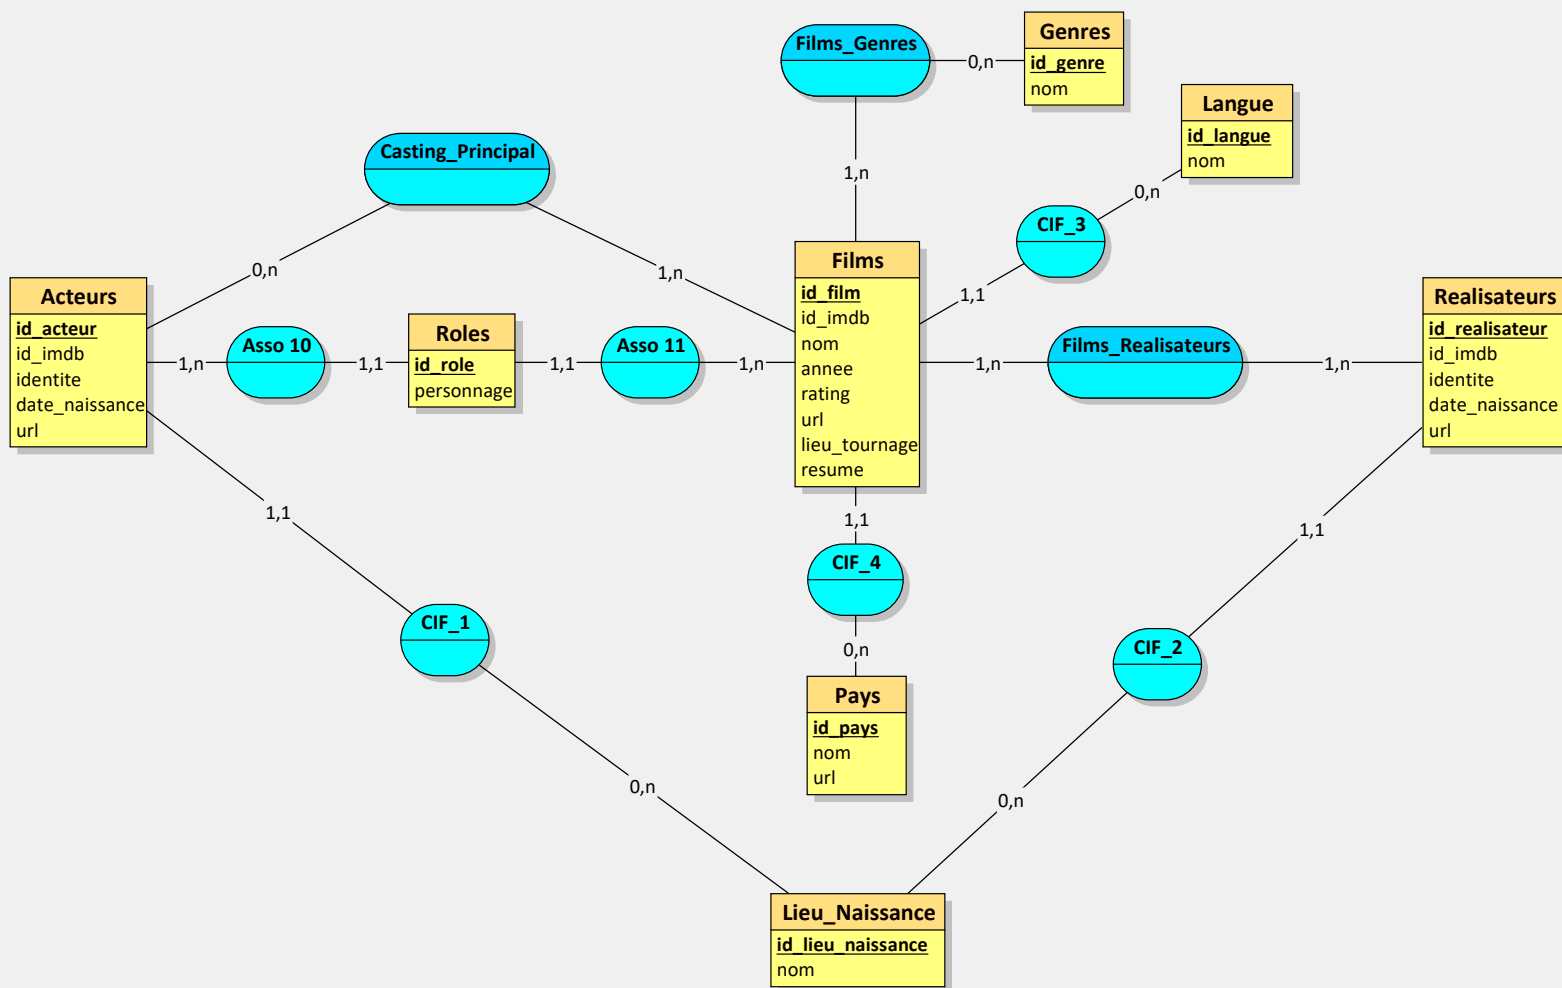 Films_Genres
0,n
Genres
id_genre
nom
Langue
id_langue
nom
Casting_Principal
1,n
0,n
CIF_3
1,1
0,n
1,n
Acteurs
id_acteur
id_imdb
identite
date_naissance
url
1,n
Asso 10
1,1
Roles
id_role
personnage
1,1
Asso 11
1,n
Films
id_film
id_imdb
nom
annee
rating
url
lieu_tournage
resume
1,n
Films_Realisateurs
1,n
Realisateurs
id_realisateur
id_imdb
identite
date_naissance
url
1,1
1,1
1,1
CIF_4
0,n
CIF_1
CIF_2
Pays
id_pays
nom
url
0,n
0,n
Lieu_Naissance
id_lieu_naissance
nom